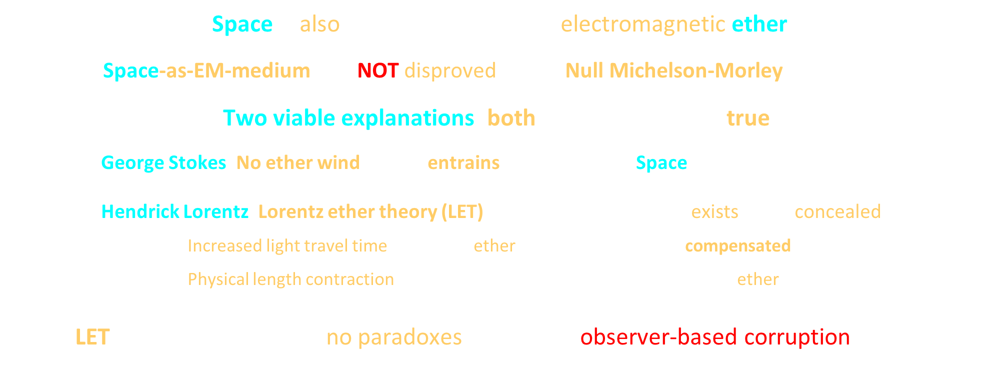 Space also electromagnetic ether
Space-as-EM-medium NOT disproved Null Michelson-Morley
Two viable explanations both true
George Stokes No ether wind entrains Space
Hendrick Lorentz Lorentz ether theory (LET) exists concealed
Increased light travel time ether compensated
Physical length contraction ether
LET no paradoxes observer-based corruption